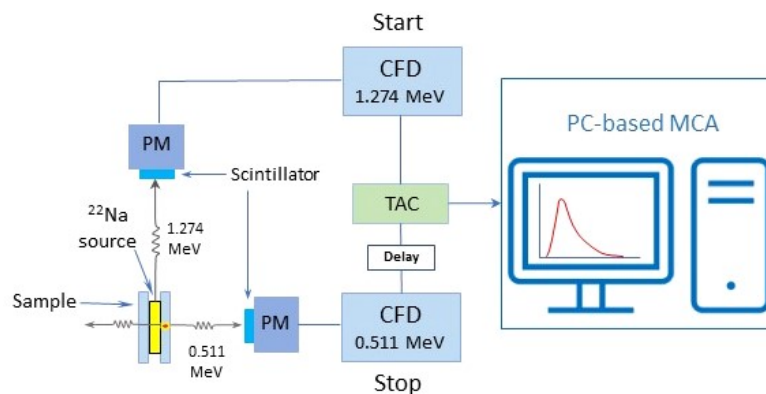 Start
CFD
1.274 MeV
PC-based MCA
PM
Scintillator
²²Na
source
1.274
MeV
TAC
Delay
Sample
PM
CFD
0.511 MeV
0.511
MeV
Stop